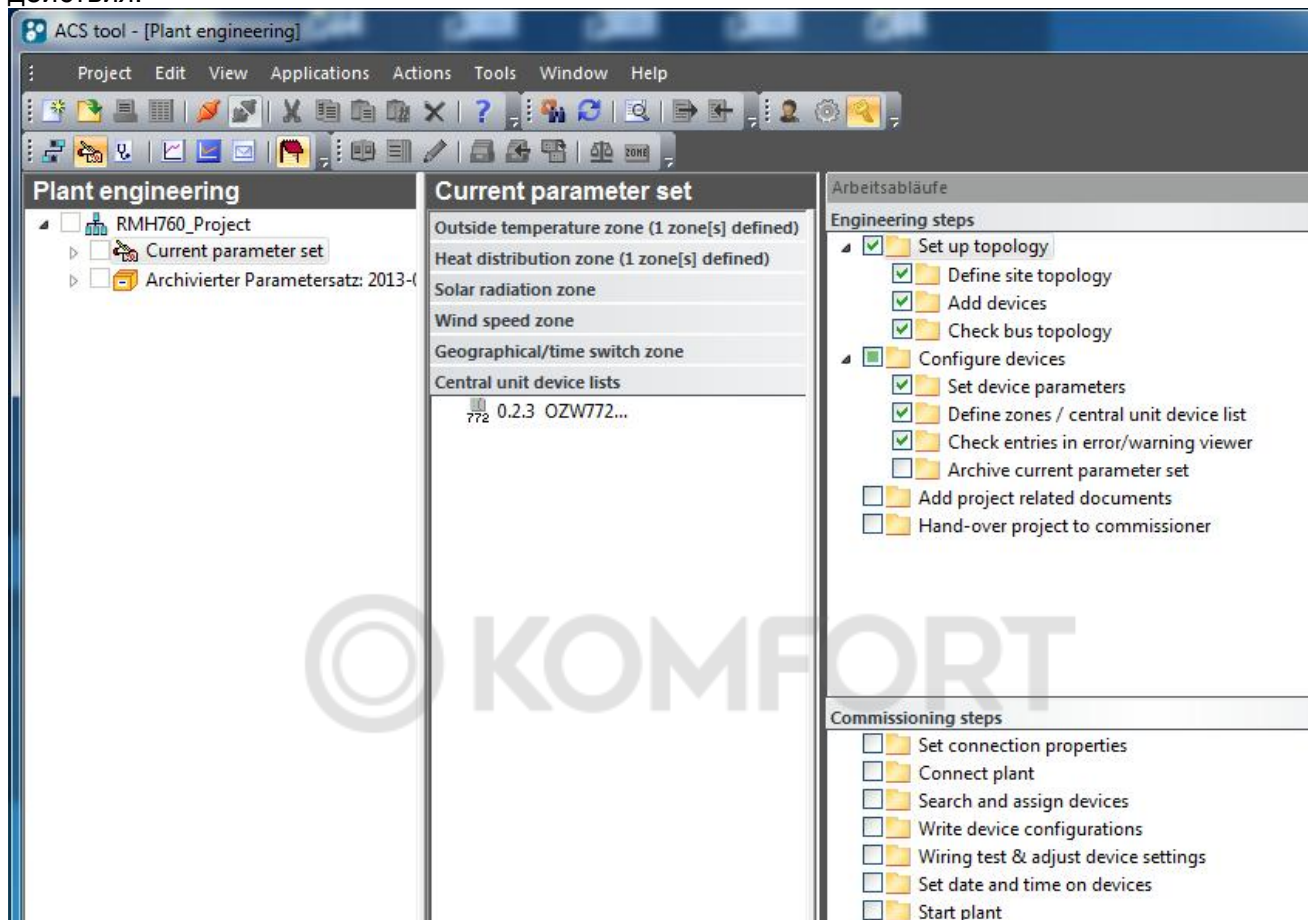 действия.
ACS tool - [Plant engineering]
Project Edit View Applications Actions Tools Window Help
ZONE
Plant engineering
RMH760_Project
Current parameter set
Archivierter Parametersatz: 2013-(
Current parameter set
Outside temperature zone (1 zone[s] defined)
Heat distribution zone (1 zone[s] defined)
Solar radiation zone
Wind speed zone
Geographical/time switch zone
Central unit device lists
772 0.2.3 OZW772...
Arbeitsabläufe
Engineering steps
Set up topology
Define site topology
Add devices
Check bus topology
Configure devices
Set device parameters
Define zones / central unit device list
Check entries in error/warning viewer
Archive current parameter set
Add project related documents
Hand-over project to commissioner
KOMFORT
Commissioning steps
Set connection properties
Connect plant
Search and assign devices
Write device configurations
Wiring test & adjust device settings
Set date and time on devices
Start plant